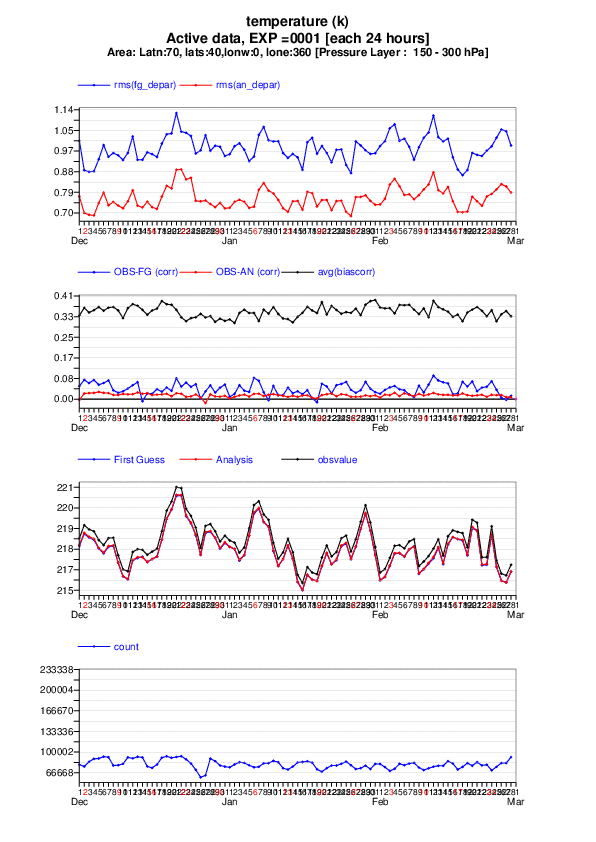 temperature (k)
Active data, EXP =0001 [each 24 hours]
Area: Latn:70, lats:40,lonw:0, lone:360 [Pressure Layer : 150 - 300 hPa]
rms(fg_depar) rms(an_depar)
1.14
1.05
0.97
0.88
0.79
0.70
Dec Jan Feb Mar
OBS-FG (corr) OBS-AN (corr) avg(biascorr)
0.41
0.33
0.25
0.17
0.08
0.00
Dec Jan Feb Mar
First Guess Analysis obsvalue
221
220
219
218
217
215
Dec Jan Feb Mar
count
233338
200004
166670
133336
100002
66668
Dec Jan Feb Mar